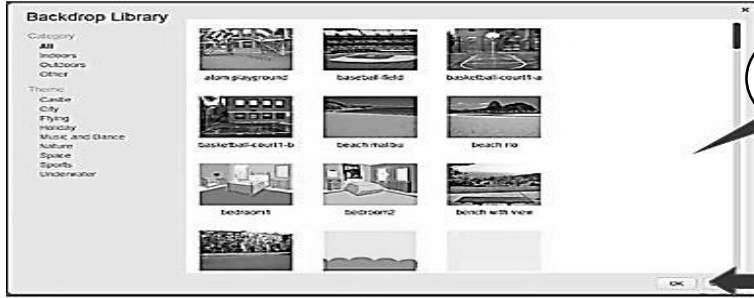 Backdrop Library
Category
All
Indoors
Outdoors
Other
Theme
Castle
City
Flying
Holiday
Music and Dance
Nature
Space
Sports
Underwater
atom playground
baseball-field
basketball-court1-a
basketball-court1-b
beach malibu
beach rio
bedroom1
bedroom2
bench with view
OK